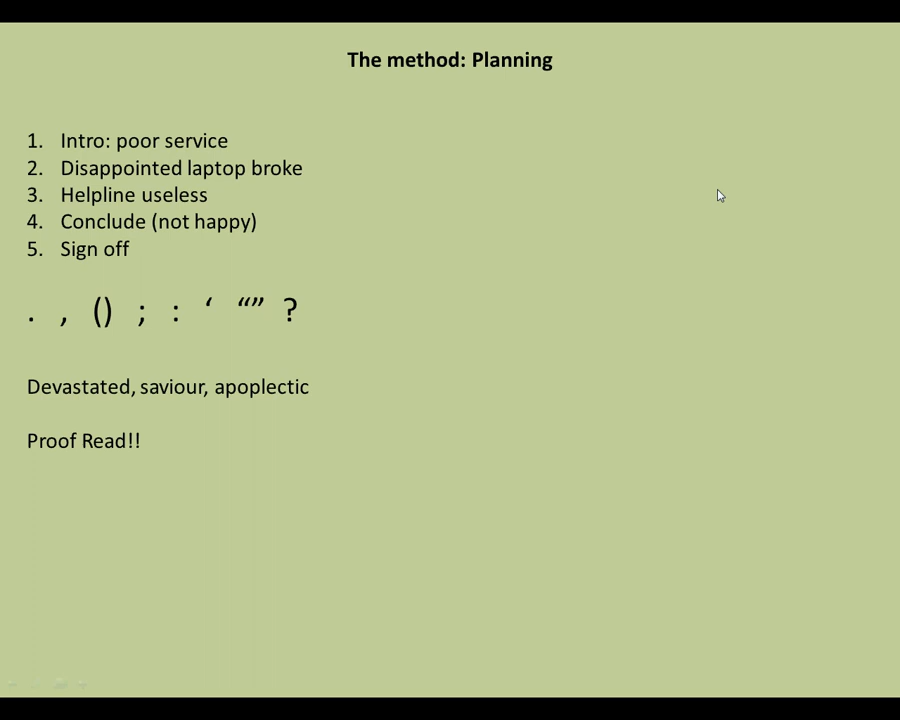 The method: Planning
1. Intro: poor service
2. Disappointed laptop broke
3. Helpline useless
4. Conclude (not happy)
5. Sign off
. , () ; : ‘ “” ?
Devastated, saviour, apoplectic
Proof Read!!